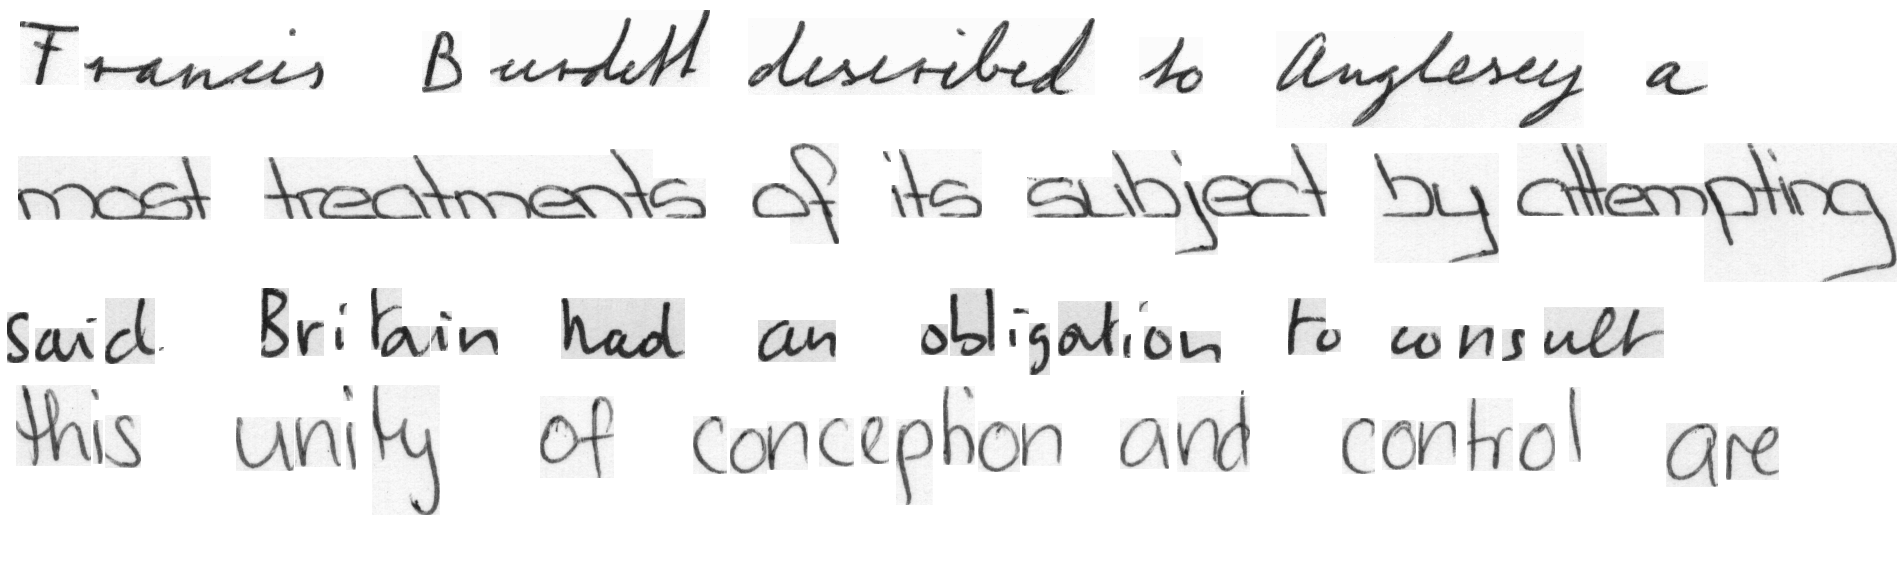 Francis Burdett described to Anglesey a
most treatments of its subject by attempting
said Britain had an obligation to consult
this unity of conception and control are